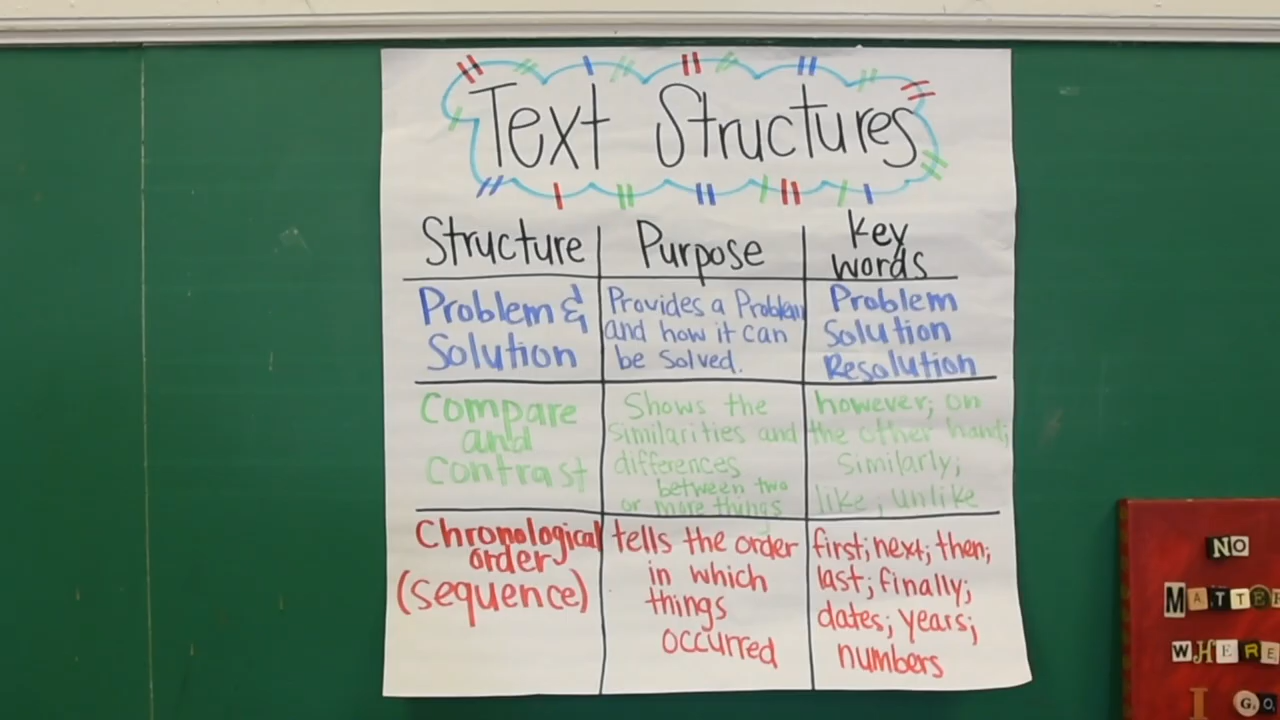 Text Structures
Structure
Purpose
key
words
Problem &
Solution
Provides a Problem
and how it can
be Solved.
Problem
Solution
Resolution
Compare
and
Contrast
Shows the
Similarities and
differences
between two
or more things
however; on
the other hand;
Similarly;
like; unlike
Chronological
order
(sequence)
tells the order
in which
things
occurred
first; next; then;
last; finally;
dates; years;
numbers
NO
MATTE
WHERE
I GO